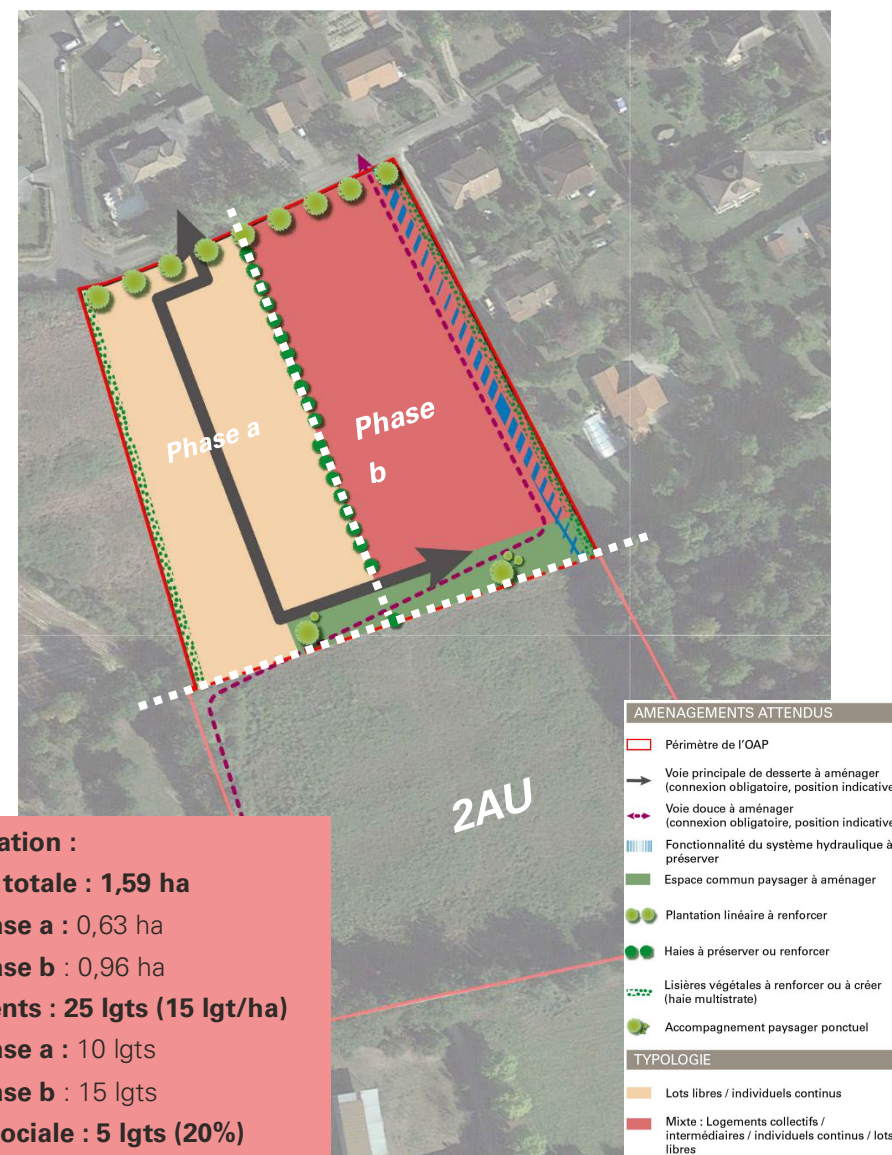 Phase a
Phase
b
2AU
ation :
totale : 1,59 ha
ase a : 0,63 ha
ase b : 0,96 ha
ents : 25 lgts (15 lgt/ha)
ase a : 10 lgts
ase b : 15 lgts
ociale : 5 lgts (20%)
AMENAGEMENTS ATTENDUS
Périmètre de l'OAP
Voie principale de desserte à aménager
(connexion obligatoire, position indicative
Voie douce à aménager
(connexion obligatoire, position indicative
Fonctionnalité du système hydraulique à
préserver
Espace commun paysager à aménager
Plantation linéaire à renforcer
Haies à préserver ou renforcer
Lisières végétales à renforcer ou à créer
(haie multistrate)
Accompagnement paysager ponctuel
TYPOLOGIE
Lots libres / individuels continus
Mixte : Logements collectifs /
intermédiaires / individuels continus / lots
libres